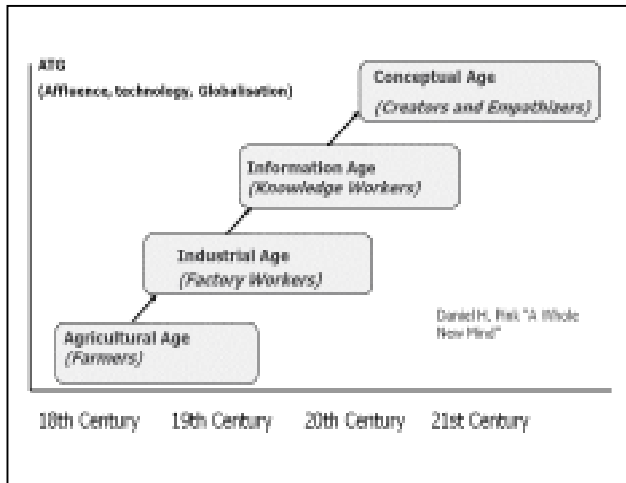 ATG
(Affluence, technology, Globalisation)
Conceptual Age
(Creators and Empathizers)
Information Age
(Knowledge Workers)
Industrial Age
(Factory Workers)
Daniel H. Pink "A Whole
New Mind"
Agricultural Age
(Farmers)
18th Century 19th Century 20th Century 21st Century